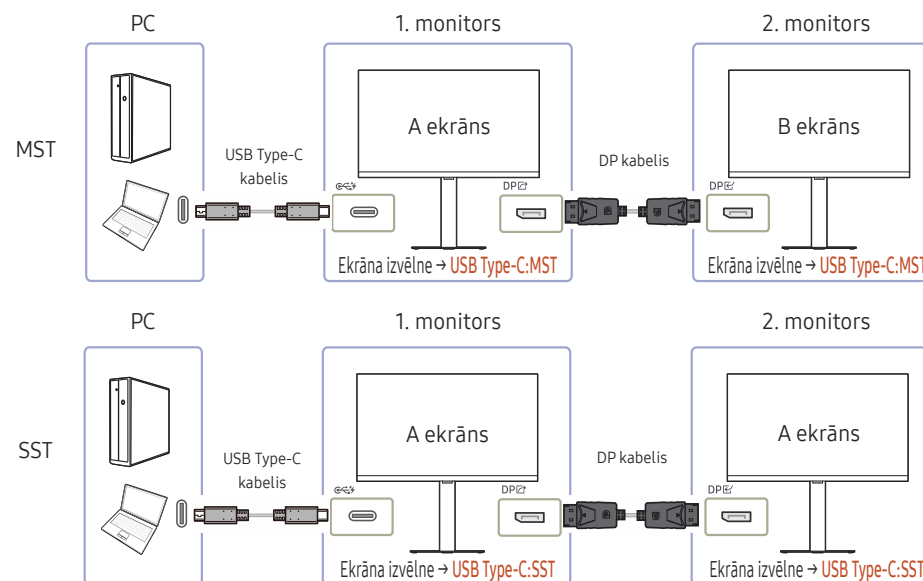 PC
1. monitors
2. monitors
MST
USB Type-C
kabelis
A ekrāns
DP
DP kabelis
DP
B ekrāns
Ekrāna izvēlne → USB Type-C:MST
Ekrāna izvēlne → USB Type-C:MST
PC
1. monitors
2. monitors
SST
USB Type-C
kabelis
A ekrāns
DP
DP kabelis
DP
A ekrāns
Ekrāna izvēlne → USB Type-C:SST
Ekrāna izvēlne → USB Type-C:SST